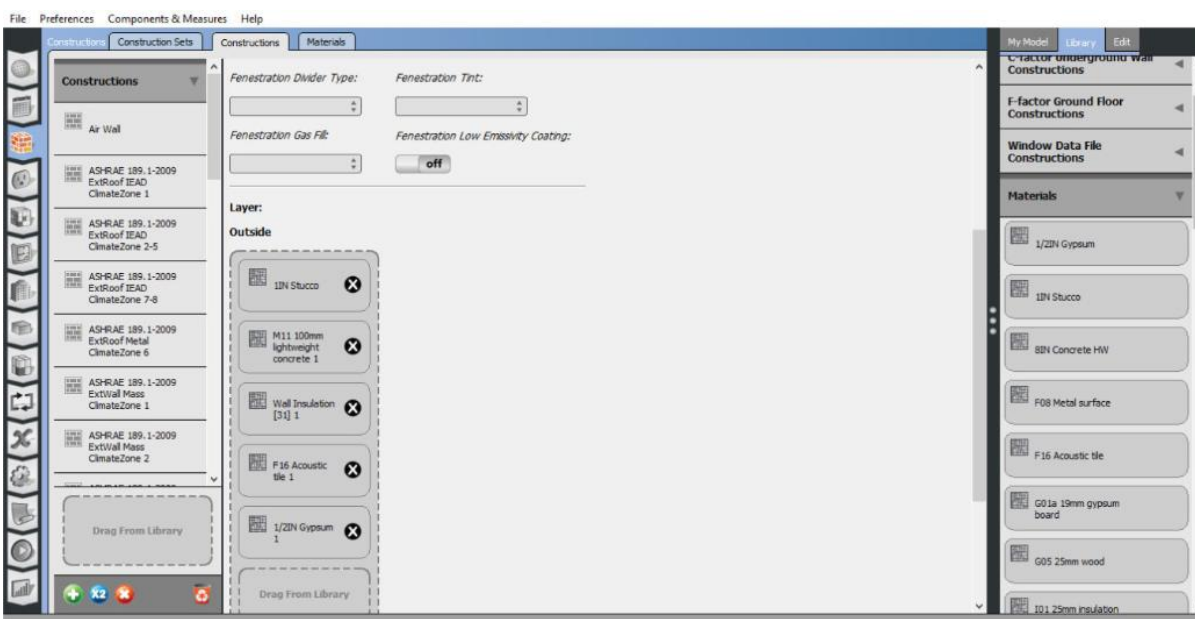 File Preferences Components & Measures Help
Constructions Construction Sets Constructions Materials
My Model Library Edit
Constructions
Air Wall
ASHRAE 189.1-2009
ExtRoof IEAD
ClimateZone 1
ASHRAE 189.1-2009
ExtRoof IEAD
ClimateZone 2-5
ASHRAE 189.1-2009
ExtRoof IEAD
ClimateZone 7-8
ASHRAE 189.1-2009
ExtRoof Metal
ClimateZone 6
ASHRAE 189.1-2009
ExtWall Mass
ClimateZone 1
ASHRAE 189.1-2009
ExtWall Mass
ClimateZone 2
Drag From Library
X2
Fenestration Divider Type: Fenestration Tint:
Fenestration Gas Fill: Fenestration Low Emissivity Coating:
off
Layer:
Outside
1IN Stucco
M11 100mm
lightweight
concrete 1
Wall Insulation
[31] 1
F16 Acoustic
tile 1
1/2IN Gypsum
1
Drag From Library
C-factor Underground Wall
Constructions
F-factor Ground Floor
Constructions
Window Data File
Constructions
Materials
1/2IN Gypsum
1IN Stucco
8IN Concrete HW
F08 Metal surface
F16 Acoustic tile
G01a 19mm gypsum
board
G05 25mm wood
I01 25mm insulation